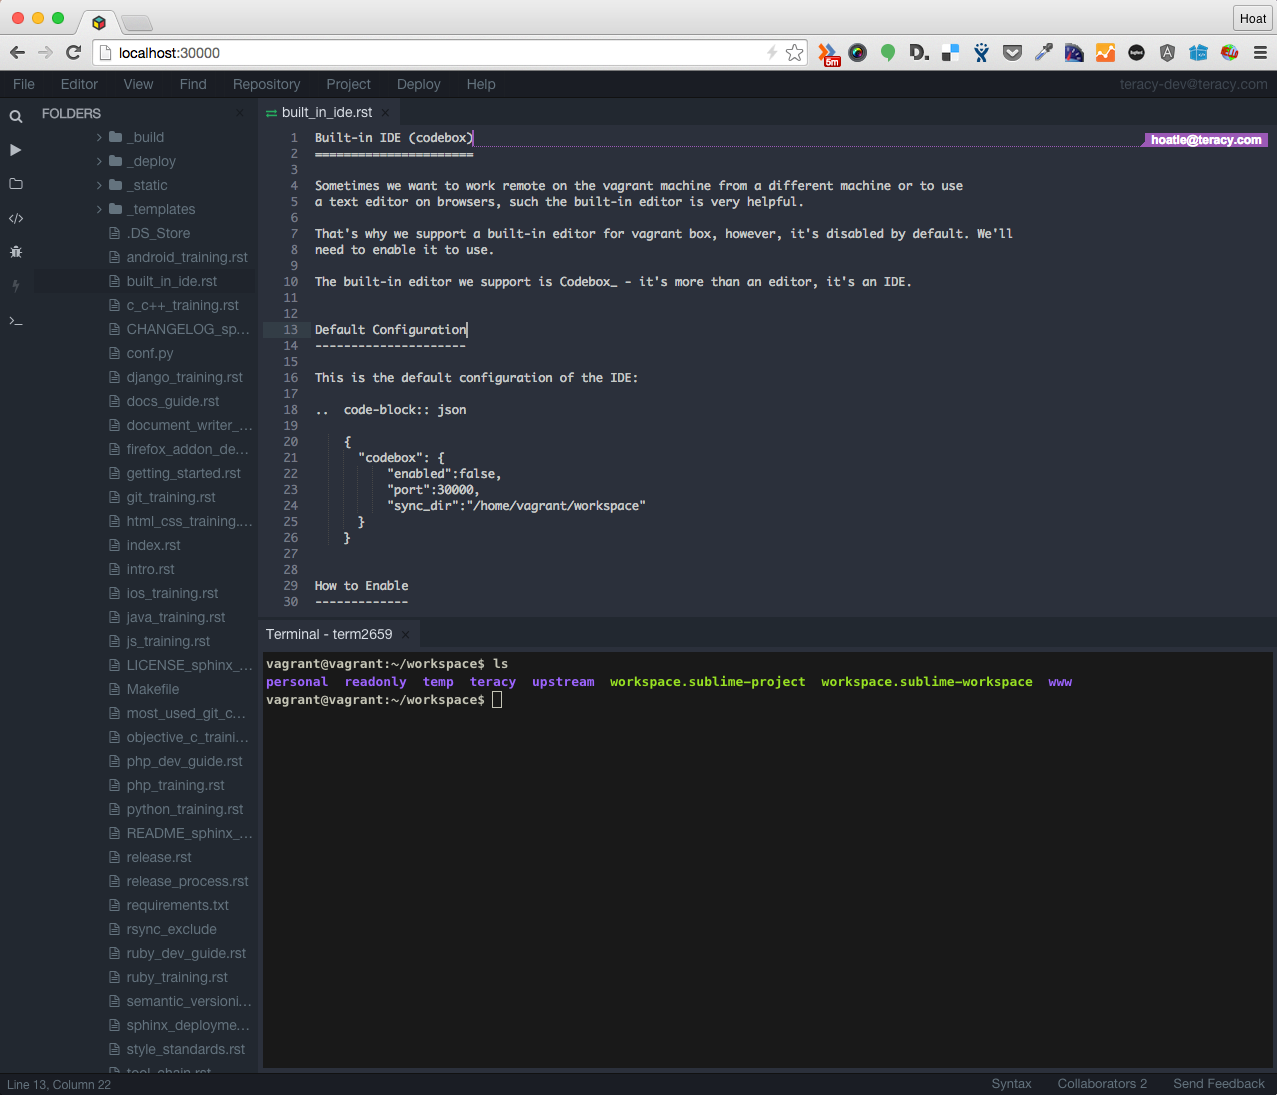 Hoat
localhost:30000
5m
File Editor View Find Repository Project Deploy Help teracy-dev@teracy.com
FOLDERS
_build
_deploy
_static
_templates
.DS_Store
android_training.rst
built_in_ide.rst
c_c++_training.rst
CHANGELOG_sp...
conf.py
django_training.rst
docs_guide.rst
document_writer_...
firefox_addon_de...
getting_started.rst
git_training.rst
html_css_training....
index.rst
intro.rst
ios_training.rst
java_training.rst
js_training.rst
LICENSE_sphinx_...
Makefile
most_used_git_c...
objective_c_traini...
php_dev_guide.rst
php_training.rst
python_training.rst
README_sphinx_...
release.rst
release_process.rst
requirements.txt
rsync_exclude
ruby_dev_guide.rst
ruby_training.rst
semantic_versioni...
sphinx_deployme...
style_standards.rst
tool_chain.rst
built_in_ide.rst
1 Built-in IDE (codebox) hoatle@teracy.com
2 ======================
3
4 Sometimes we want to work remote on the vagrant machine from a different machine or to use
5 a text editor on browsers, such the built-in editor is very helpful.
6
7 That's why we support a built-in editor for vagrant box, however, it's disabled by default. We'll
8 need to enable it to use.
9
10 The built-in editor we support is Codebox_ - it's more than an editor, it's an IDE.
11
12
13 Default Configuration
14 ---------------------
15
16 This is the default configuration of the IDE:
17
18 .. code-block:: json
19
20 {
21 "codebox": {
22 "enabled":false,
23 "port":30000,
24 "sync_dir":"/home/vagrant/workspace"
25 }
26 }
27
28
29 How to Enable
30 -------------
Terminal - term2659
vagrant@vagrant:~/workspace$ ls
personal readonly temp teracy upstream workspace.sublime-project workspace.sublime-workspace www
vagrant@vagrant:~/workspace$
Line 13, Column 22 Syntax Collaborators 2 Send Feedback